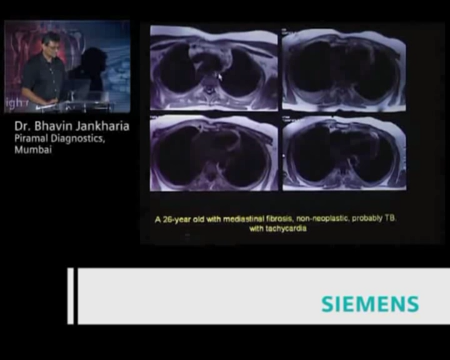 Dr. Bhavin Jankharia
Piramal Diagnostics,
Mumbai
A 26-year old with mediastinal fibrosis, non-neoplastic, probably TB,
with tachycardia
SIEMENS